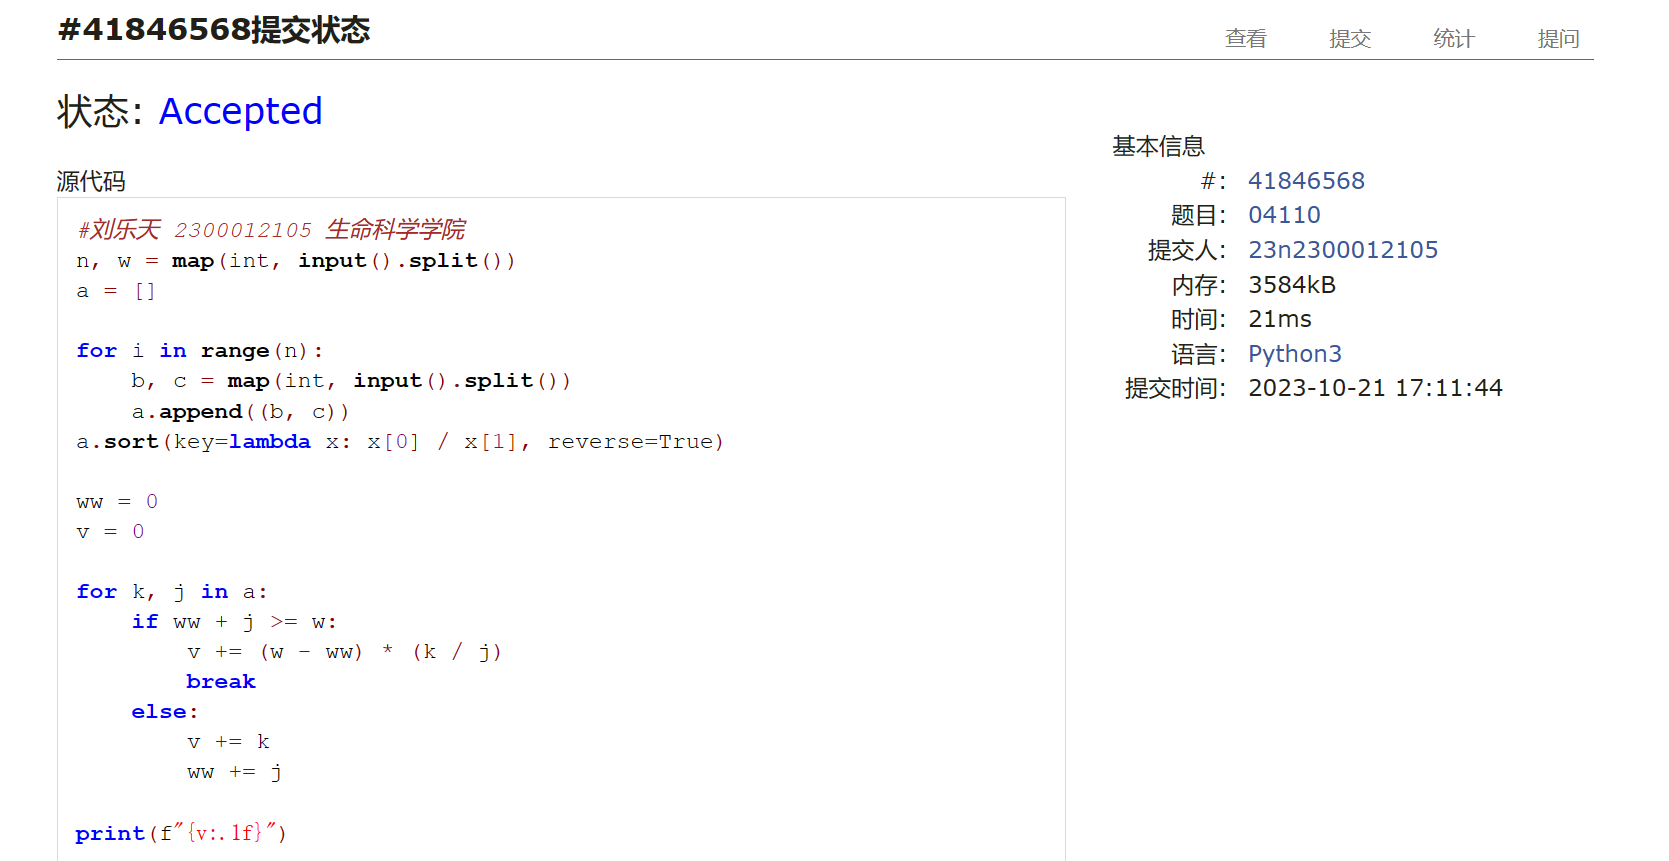 #41846568提交状态
查看 提交 统计 提问
状态: Accepted
源代码
#刘乐天 2300012105 生命科学学院
n, w = map(int, input().split())
a = []
for i in range(n):
    b, c = map(int, input().split())
    a.append((b, c))
a.sort(key=lambda x: x[0] / x[1], reverse=True)
ww = 0
v = 0
for k, j in a:
    if ww + j >= w:
        v += (w - ww) * (k / j)
        break
    else:
        v += k
        ww += j
print(f"{v:.1f}")
基本信息
#: 41846568
题目: 04110
提交人: 23n2300012105
内存: 3584kB
时间: 21ms
语言: Python3
提交时间: 2023-10-21 17:11:44